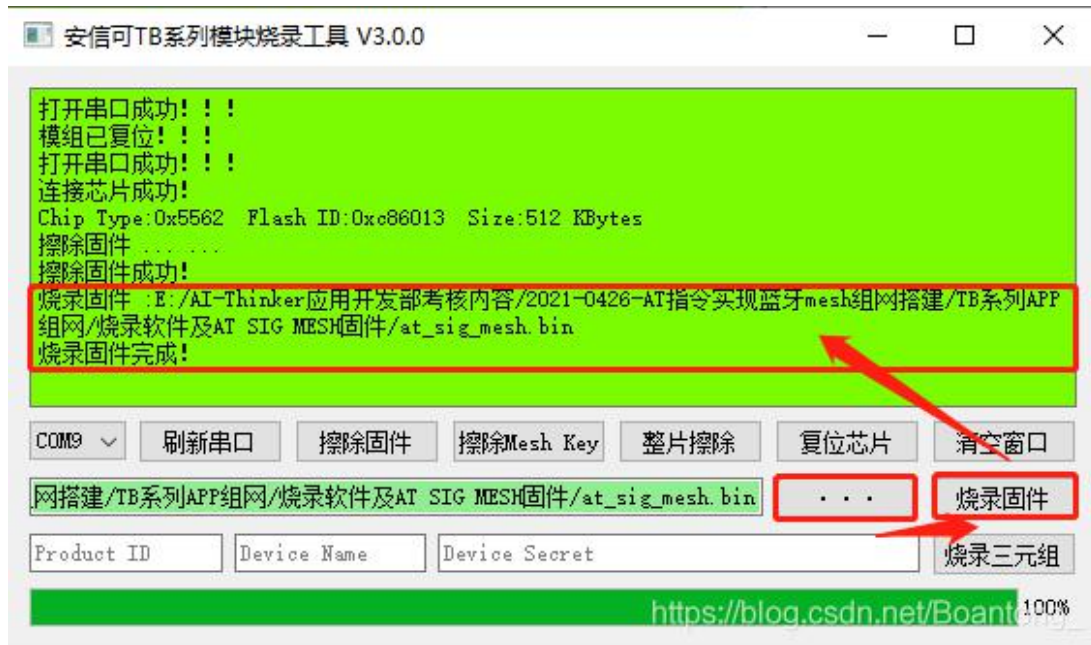 安信可TB系列模块烧录工具 V3.0.0
打开串口成功!!!
模组已复位!!!
打开串口成功!!!
连接芯片成功!
Chip Type:0x5562 Flash ID:0xc86013 Size:512 KBytes
擦除固件 ... ...
擦除固件成功!
烧录固件 :E:/AI-Thinker应用开发部考核内容/2021-0426-AT指令实现蓝牙mesh组网搭建/TB系列APP
组网/烧录软件及AT SIG MESH固件/at_sig_mesh.bin
烧录固件完成!
COM9 刷新串口 擦除固件 擦除Mesh Key 整片擦除 复位芯片 清空窗口
网搭建/TB系列APP组网/烧录软件及AT SIG MESH固件/at_sig_mesh.bin ... 烧录固件
Product ID Device Name Device Secret 烧录三元组
100%
https://blog.csdn.net/Boantong_